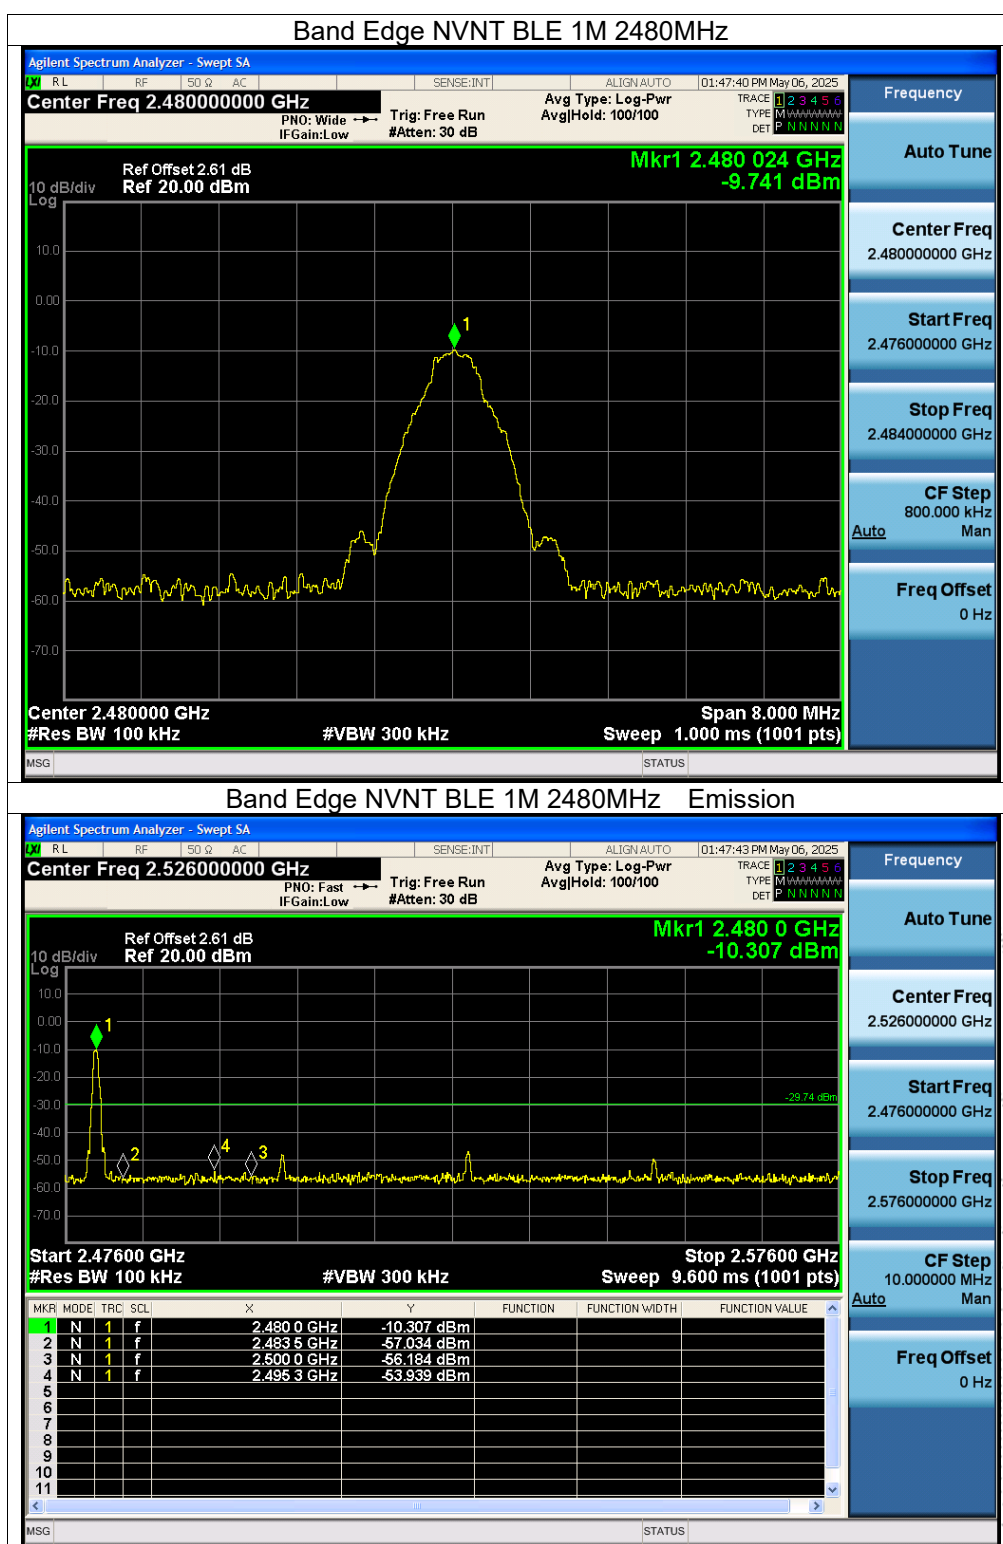 Band Edge NVNT BLE 1M 2480MHz
Agilent Spectrum Analyzer - Swept SA
LXI RL RF 50 Ω AC SENSE:INT ALIGN AUTO 01:47:40 PM May 06, 2025
Center Freq 2.480000000 GHz
PNO: Wide
IFGain:Low
Trig: Free Run
#Atten: 30 dB
Avg Type: Log-Pwr
Avg|Hold: 100/100
TRACE 1 2 3 4 5 6
TYPE M WWWWW
DET P N N N N N
Mkr1 2.480 024 GHz
-9.741 dBm
Ref Offset 2.61 dB
10 dB/div Ref 20.00 dBm
Log
10.0
0.00
1
-10.0
-20.0
-30.0
-40.0
-50.0
-60.0
-70.0
Center 2.480000 GHz Span 8.000 MHz
#Res BW 100 kHz #VBW 300 kHz Sweep 1.000 ms (1001 pts)
MSG STATUS
Frequency
Auto Tune
Center Freq
2.480000000 GHz
Start Freq
2.476000000 GHz
Stop Freq
2.484000000 GHz
CF Step
800.000 kHz
Auto Man
Freq Offset
0 Hz
Band Edge NVNT BLE 1M 2480MHz Emission
Agilent Spectrum Analyzer - Swept SA
LXI RL RF 50 Ω AC SENSE:INT ALIGN AUTO 01:47:43 PM May 06, 2025
Center Freq 2.526000000 GHz
PNO: Fast
IFGain:Low
Trig: Free Run
#Atten: 30 dB
Avg Type: Log-Pwr
Avg|Hold: 100/100
TRACE 1 2 3 4 5 6
TYPE M WWWWW
DET P N N N N N
Mkr1 2.480 0 GHz
-10.307 dBm
Ref Offset 2.61 dB
10 dB/div Ref 20.00 dBm
Log
10.0
0.00
1
-10.0
-20.0
-30.0
-29.74 dBm
-40.0
2 4 3
-50.0
-60.0
-70.0
Start 2.47600 GHz Stop 2.57600 GHz
#Res BW 100 kHz #VBW 300 kHz Sweep 9.600 ms (1001 pts)
MKR MODE TRC SCL X Y FUNCTION FUNCTION WIDTH FUNCTION VALUE
1 N 1 f 2.480 0 GHz -10.307 dBm
2 N 1 f 2.483 5 GHz -57.034 dBm
3 N 1 f 2.500 0 GHz -56.184 dBm
4 N 1 f 2.495 3 GHz -53.939 dBm
5
6
7
8
9
10
11
MSG STATUS
Frequency
Auto Tune
Center Freq
2.526000000 GHz
Start Freq
2.476000000 GHz
Stop Freq
2.576000000 GHz
CF Step
10.000000 MHz
Auto Man
Freq Offset
0 Hz